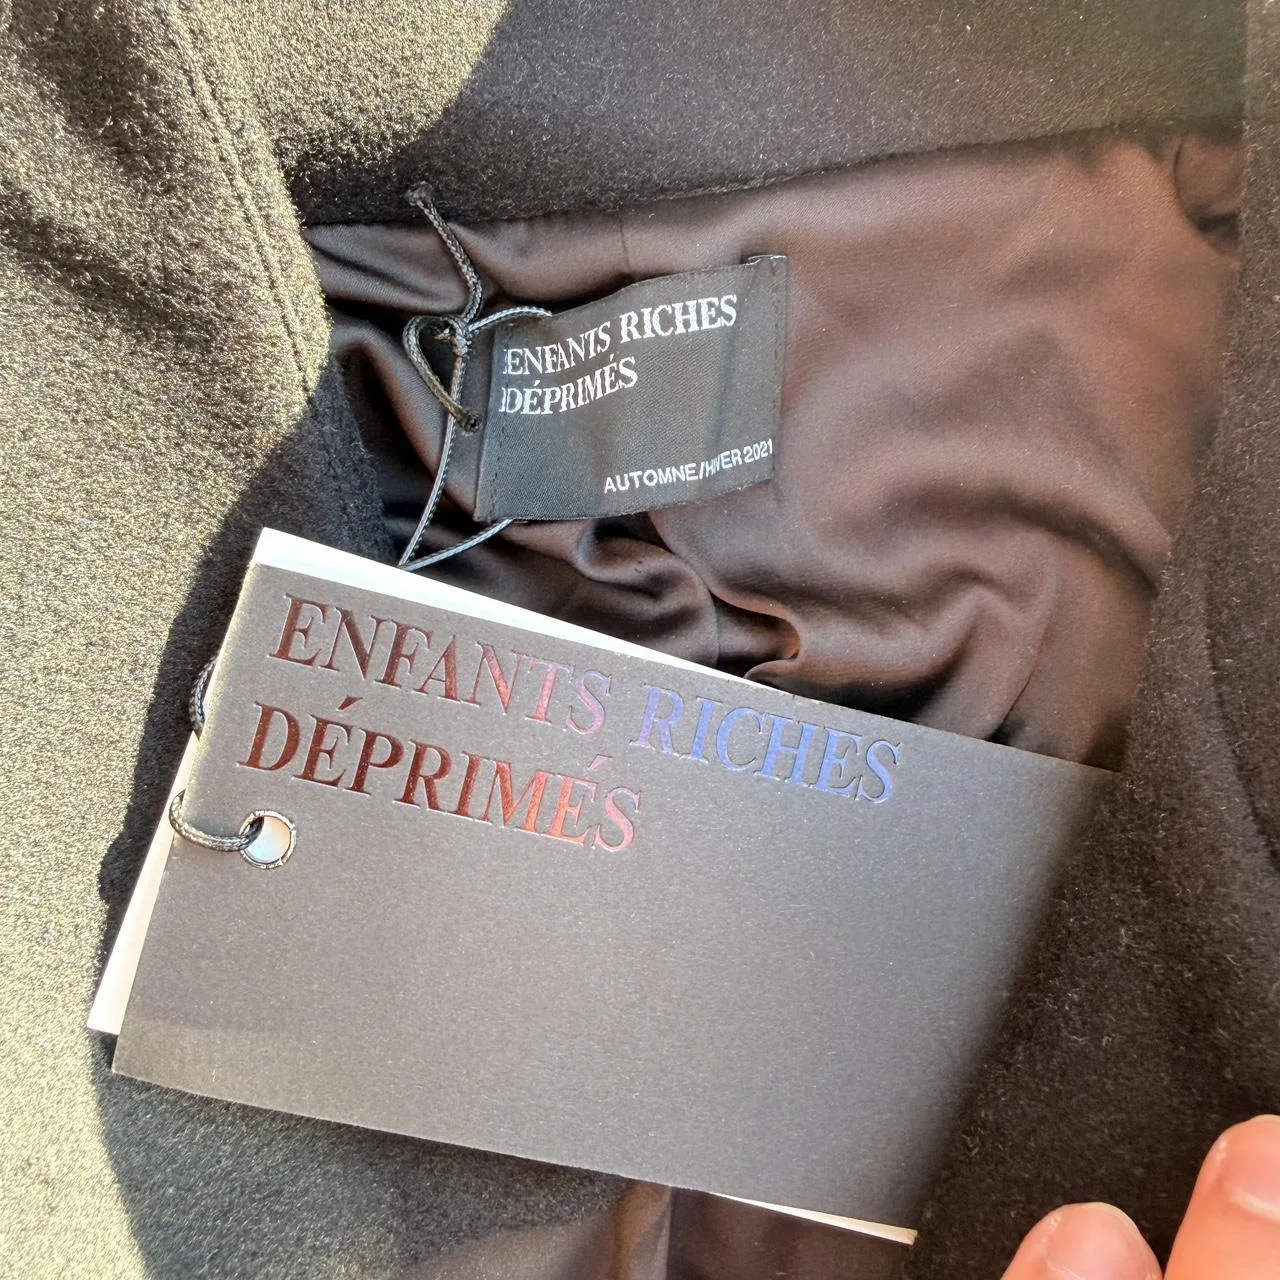 ENFANTS RICHES
DÉPRIMÉS
AUTOMNE/HIVER 2021
ENFANTS RICHES
DÉPRIMÉS